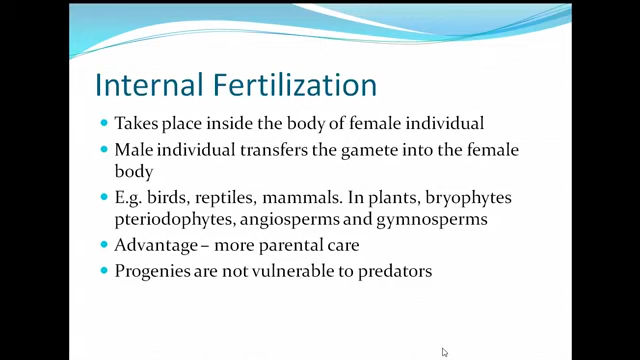 Internal Fertilization
Takes place inside the body of female individual
Male individual transfers the gamete into the female
body
E.g. birds, reptiles, mammals. In plants, bryophytes
pteriodophytes, angiosperms and gymnosperms
Advantage – more parental care
Progenies are not vulnerable to predators